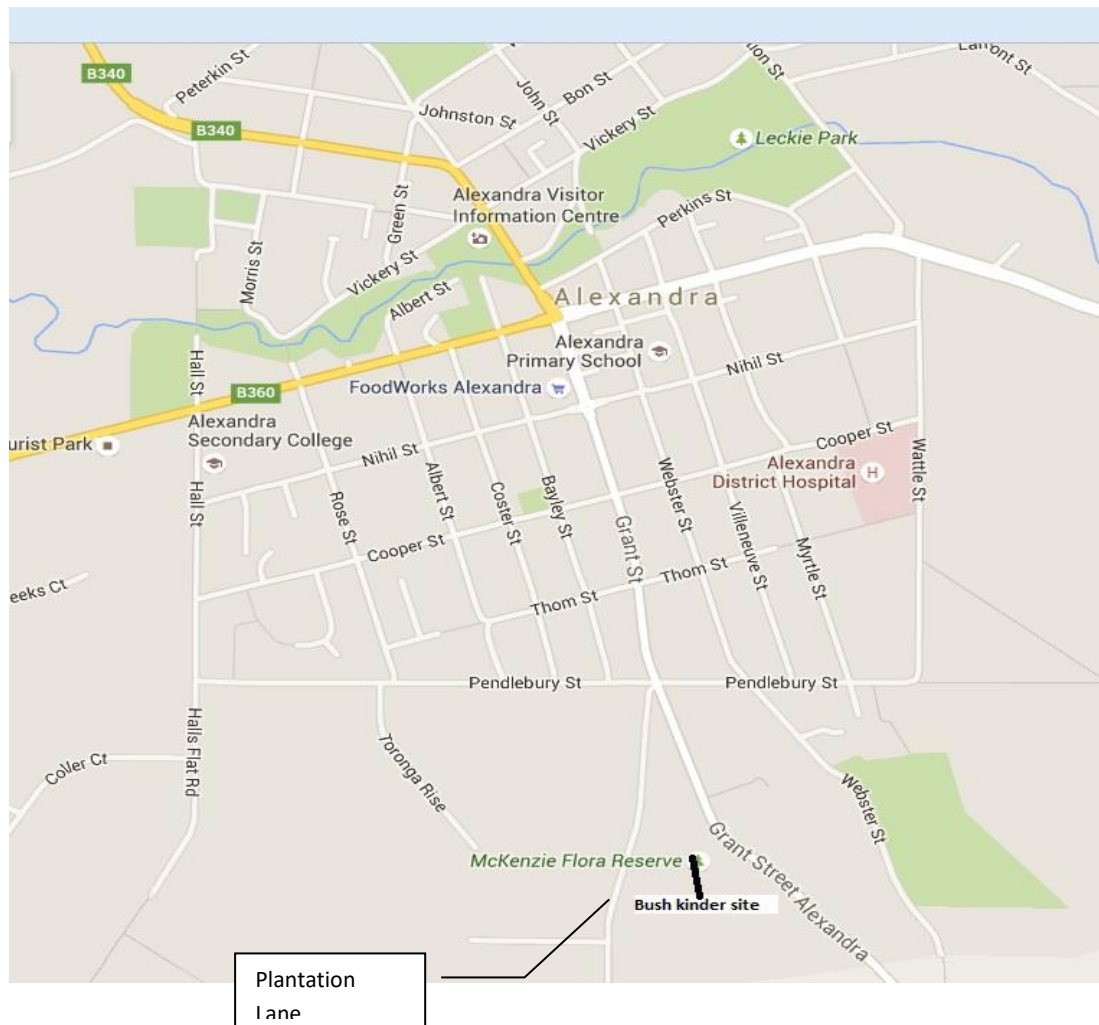 Peterkin St
B340
B340
Johnston St
John St
Bon St
Vickery St
Lamont St
Leckie Park
Green St
Alexandra Visitor
Information Centre
Perkins St
Morris St
Vickery St
Albert St
Alexandra
Hall St
Alexandra
Primary School
Nihil St
B360
FoodWorks Alexandra
urist Park
Alexandra
Secondary College
Nihil St
Cooper St
Alexandra
District Hospital
H
Wattle St
Hall St
Rose St
Albert St
Coster St
Bayley St
Webster St
Villeneuve St
Myrtle St
Cooper St
Grant St
Thom St
Thom St
eeks Ct
Pendlebury St
Pendlebury St
Halls Flat Rd
Toronga Rise
Webster St
McKenzie Flora Reserve
Grant Street Alexandra
Bush kinder site
Plantation
Lane